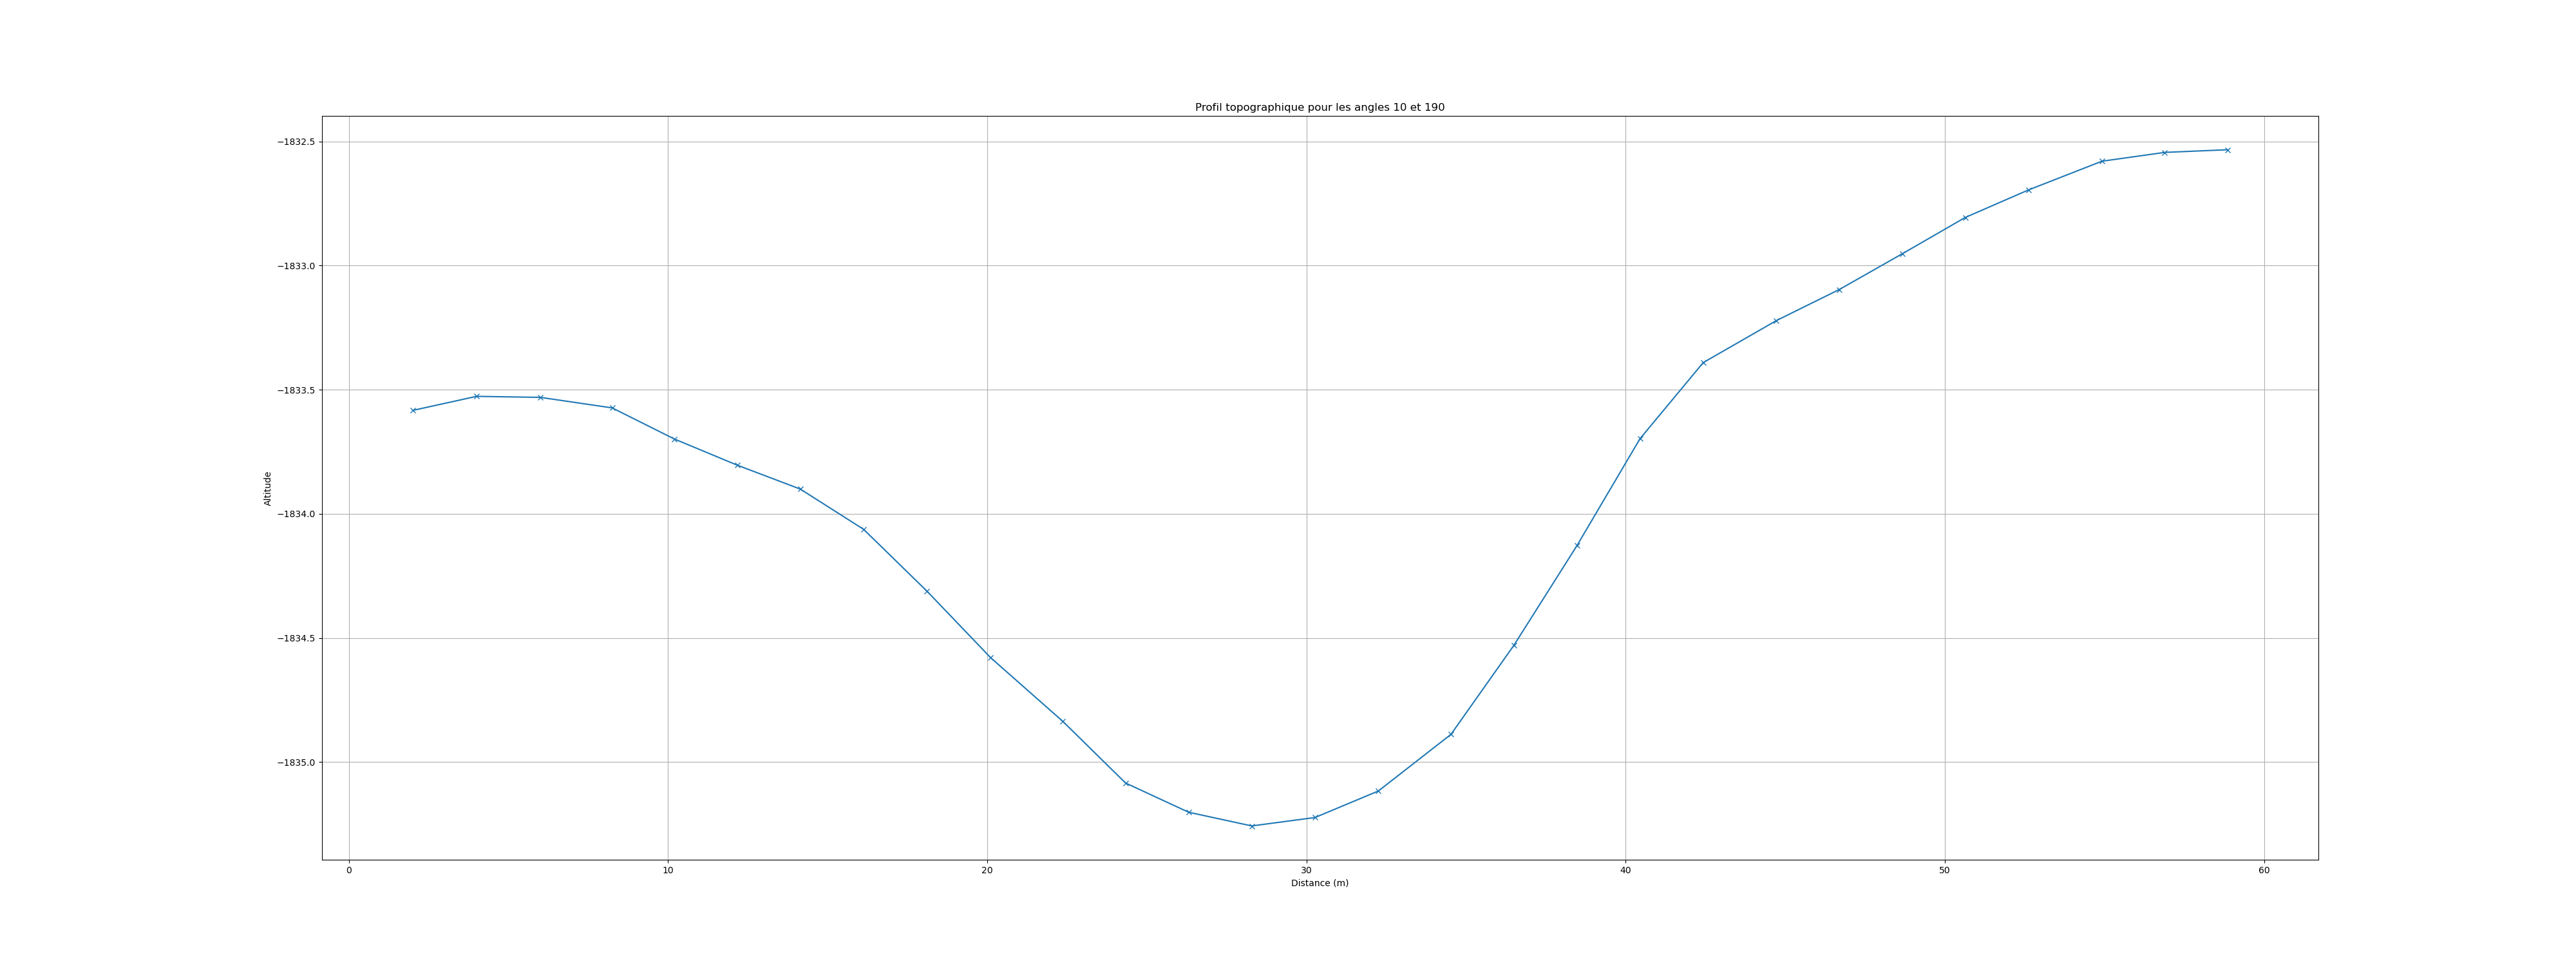 Profil topographique pour les angles 10 et 190
−1832.5
−1833.0
−1833.5
−1834.0
−1834.5
−1835.0
Altitude
0 10 20 30 40 50 60
Distance (m)